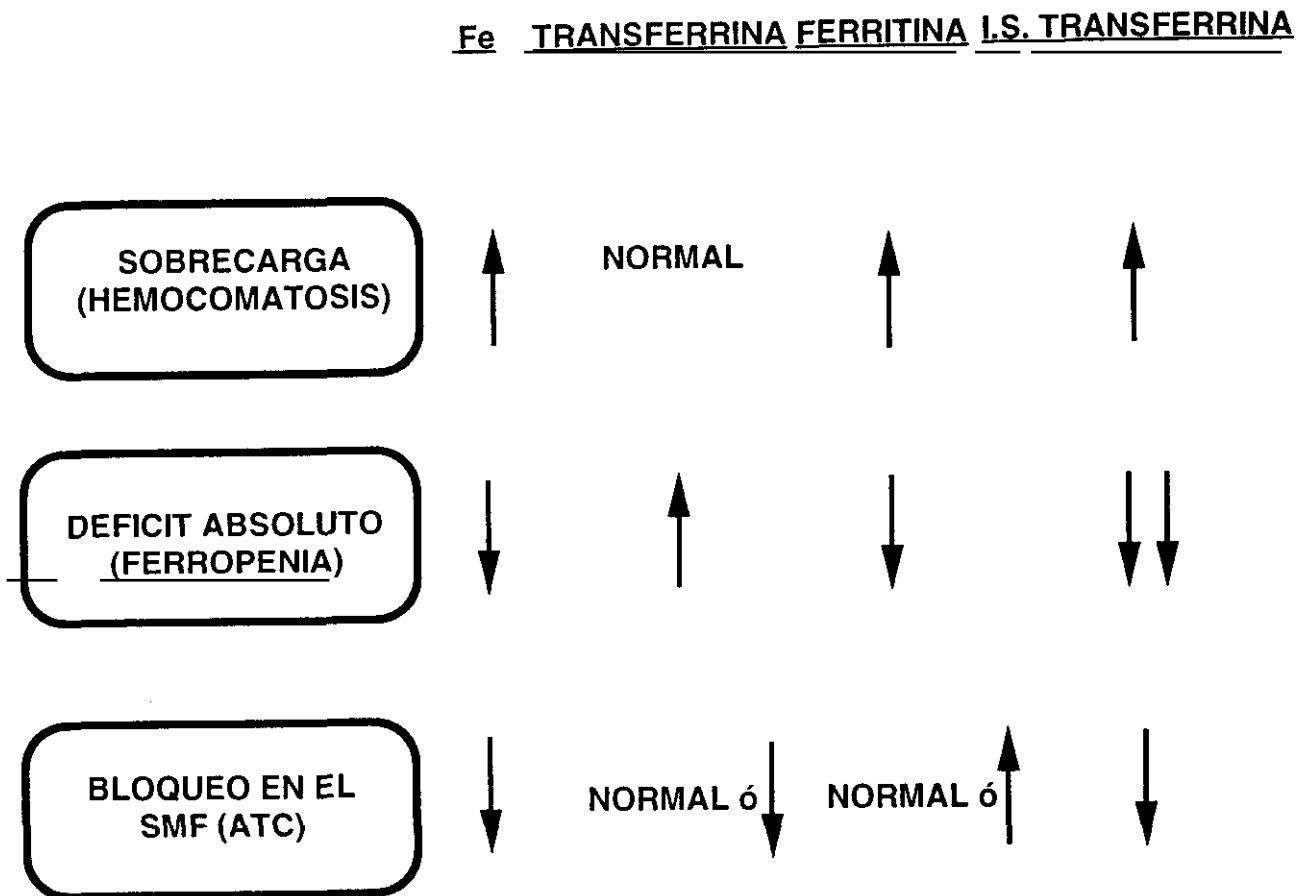 Fe TRANSFERRINA FERRITINA I.S. TRANSFERRINA
SOBRECARGA
(HEMOCOMATOSIS)
NORMAL
DEFICIT ABSOLUTO
(FERROPENIA)
BLOQUEO EN EL
SMF (ATC)
NORMAL ó
NORMAL ó